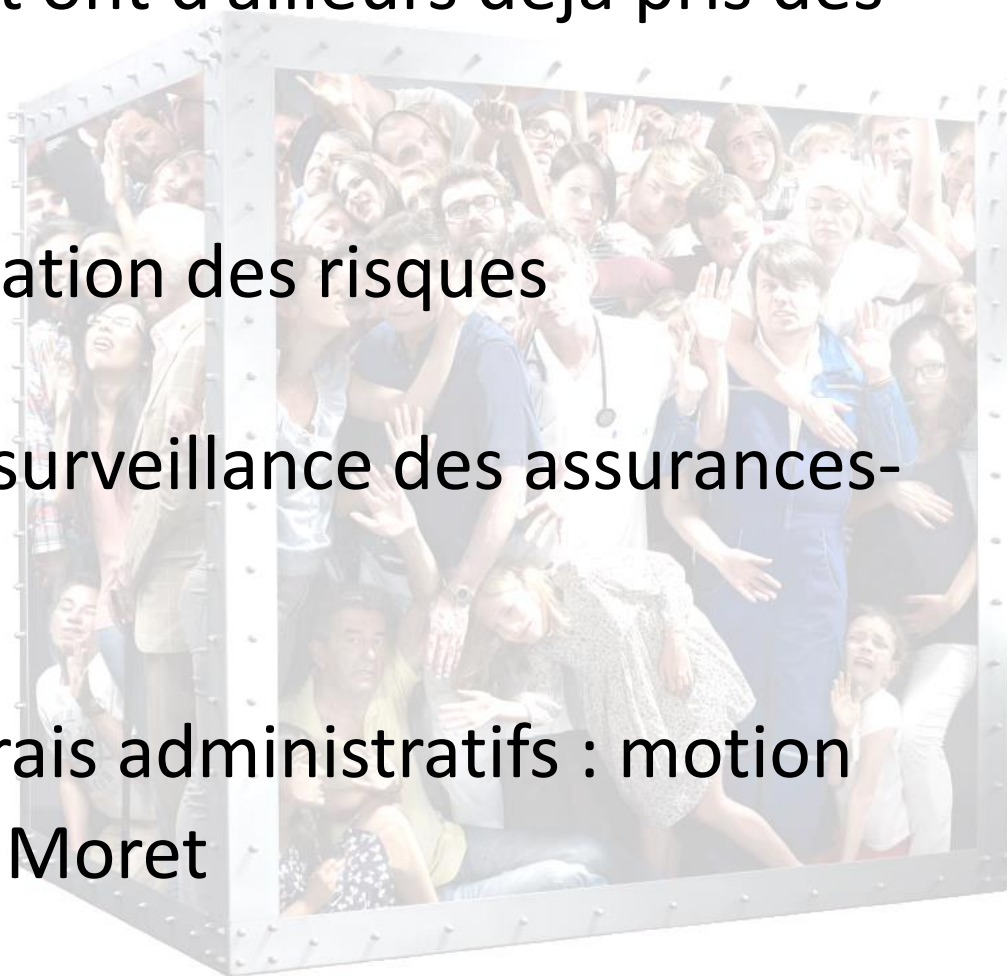 t ont d'ailleurs déjà pris des
ation des risques
surveillance des assurances-
rais administratifs : motion
Moret